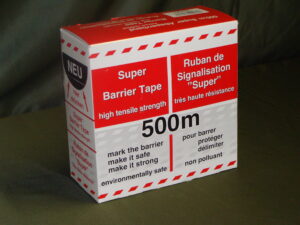 NEU
Super
Barrier Tape
high tensile strength
Ruban de
Signalisation
"Super"
très haute résistance
500m
mark the barrier
make it safe
make it strong
environmentally safe
pour barrer
protéger
délimiter
non polluant